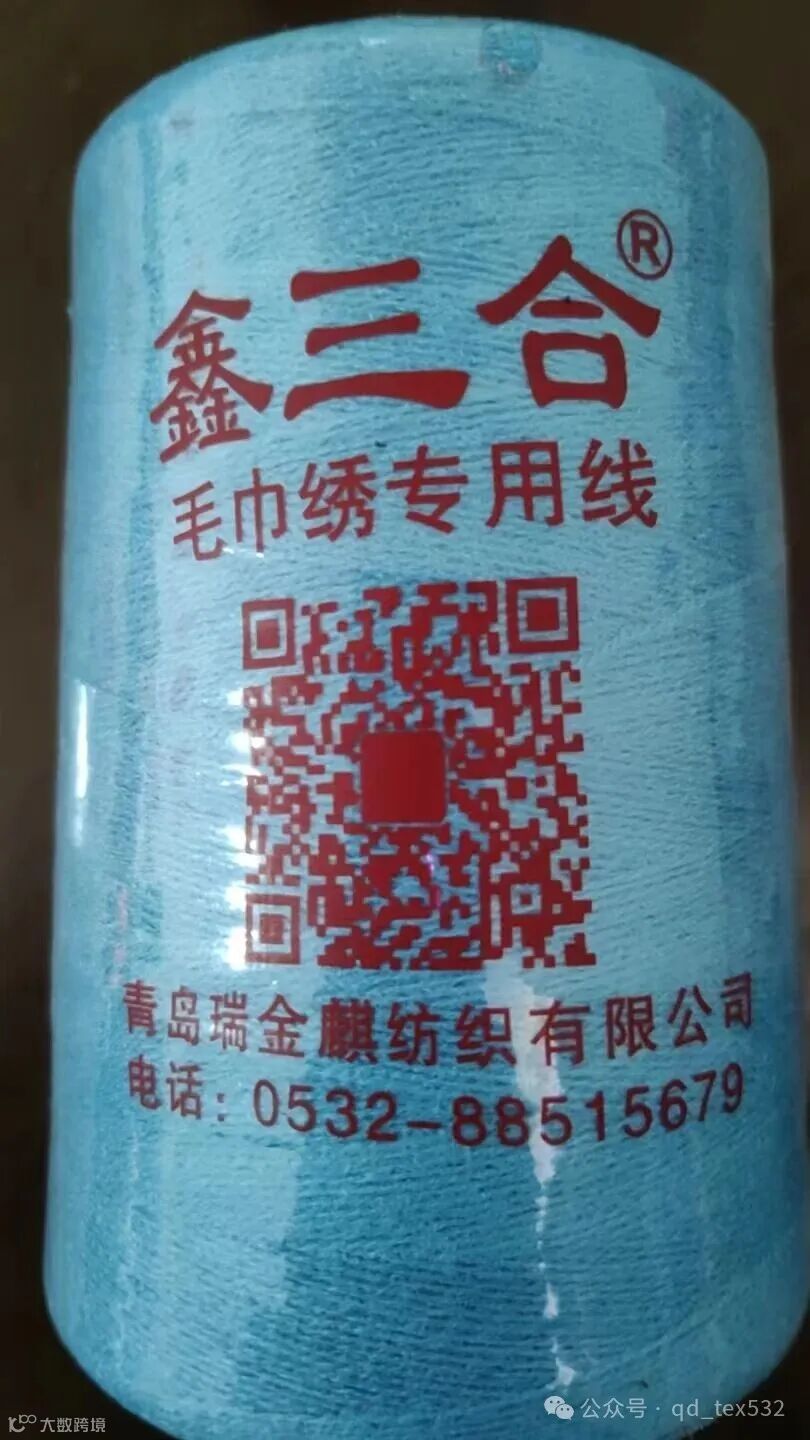 鑫三合®
毛巾绣专用线
青岛瑞金麒纺织有限公司
电话：0532-88515679
公众号·qd_tex532
大数跨境